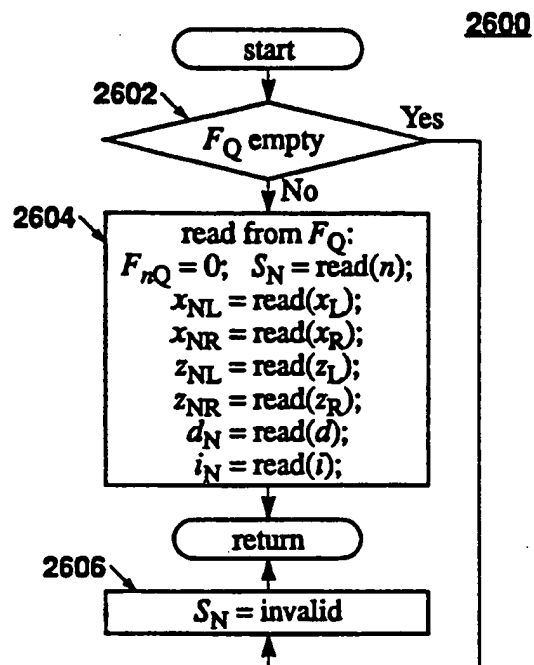 2600
start
2602
Yes
F_Q empty
No
2604
read from F_Q:
F_nQ = 0; S_N = read(n);
x_NL = read(x_L);
x_NR = read(x_R);
z_NL = read(z_L);
z_NR = read(z_R);
d_N = read(d);
i_N = read(i);
return
2606
S_N = invalid